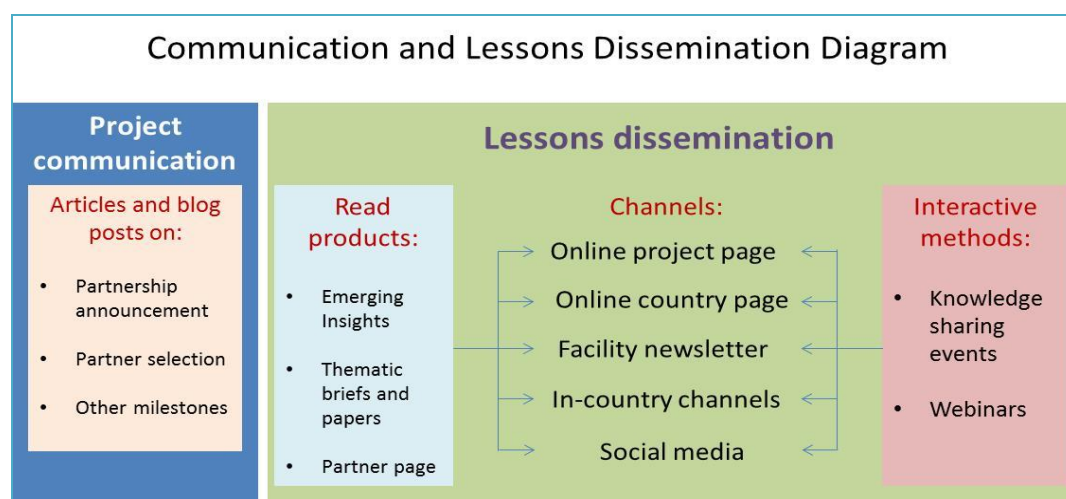 Communication and Lessons Dissemination Diagram
Project
communication
Articles and blog
posts on:
• Partnership
announcement
• Partner selection
• Other milestones
Lessons dissemination
Read
products:
• Emerging
Insights
• Thematic
briefs and
papers
• Partner page
Channels:
Online project page
Online country page
Facility newsletter
In-country channels
Social media
Interactive
methods:
• Knowledge
sharing
events
• Webinars